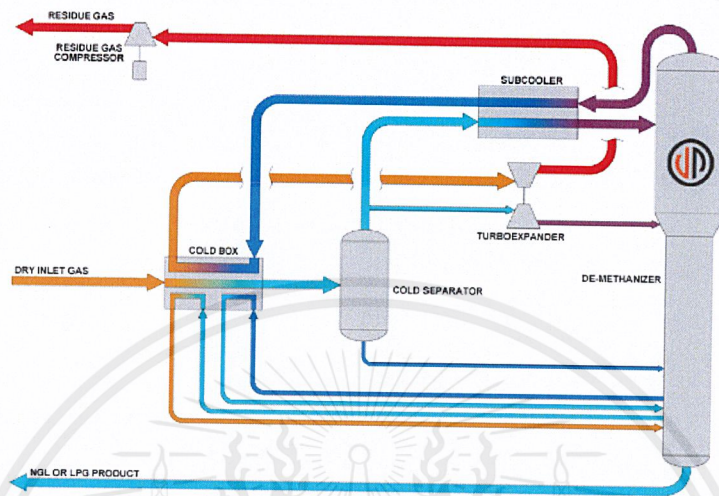 RESIDUE GAS
RESIDUE GAS
COMPRESSOR
SUBCOOLER
TURBOEXPANDER
COLD BOX
DRY INLET GAS
COLD SEPARATOR
DE-METHANIZER
NGL OR LPG PRODUCT